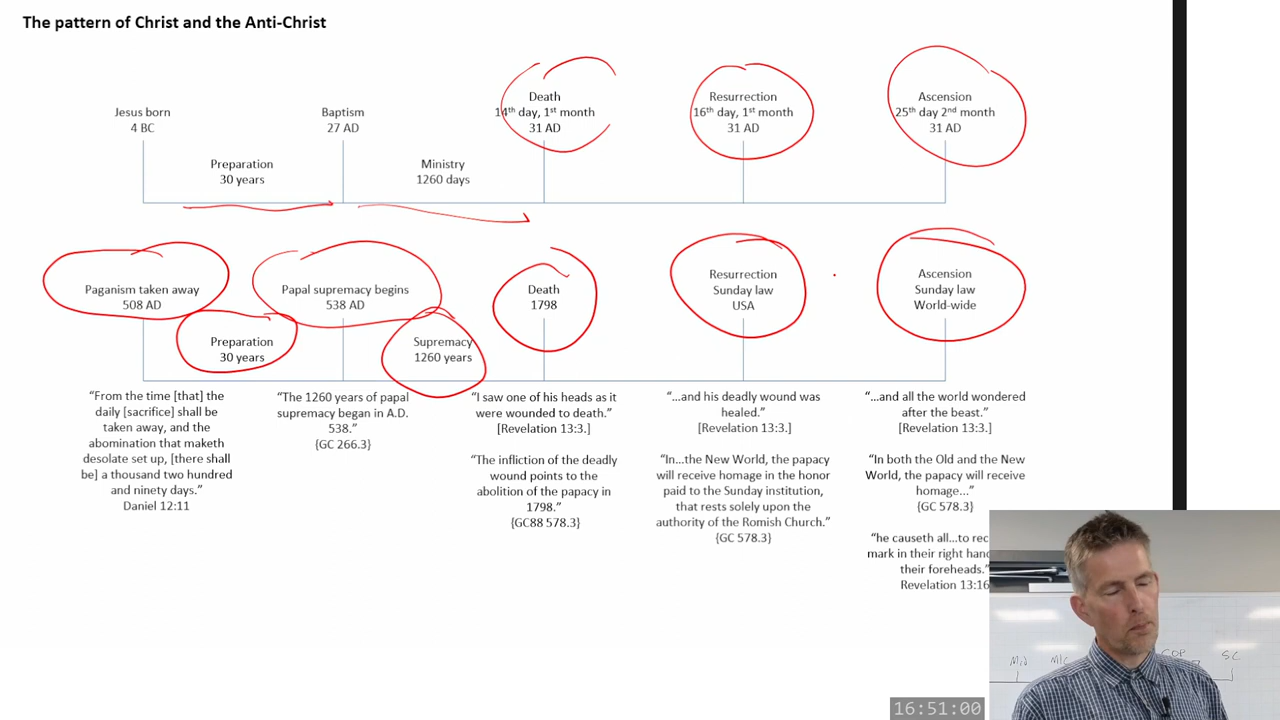 The pattern of Christ and the Anti-Christ
Jesus born
4 BC
Baptism
27 AD
Death
14th day, 1st month
31 AD
Resurrection
16th day, 1st month
31 AD
Ascension
25th day 2nd month
31 AD
Preparation
30 years
Ministry
1260 days
Paganism taken away
508 AD
Papal supremacy begins
538 AD
Death
1798
Resurrection
Sunday law
USA
Ascension
Sunday law
World-wide
Preparation
30 years
Supremacy
1260 years
“From the time [that] the
daily [sacrifice] shall be
taken away, and the
abomination that maketh
desolate set up, [there shall
be] a thousand two hundred
and ninety days.”
Daniel 12:11
“The 1260 years of papal
supremacy began in A.D.
538.”
{GC 266.3}
“I saw one of his heads as it
were wounded to death.”
[Revelation 13:3.]
“The infliction of the deadly
wound points to the
abolition of the papacy in
1798.”
{GC88 578.3}
“...and his deadly wound was
healed.”
[Revelation 13:3.]
“In...the New World, the papacy
will receive homage in the honor
paid to the Sunday institution,
that rests solely upon the
authority of the Romish Church.”
{GC 578.3}
“...and all the world wondered
after the beast.”
[Revelation 13:3.]
“In both the Old and the New
World, the papacy will receive
homage...”
{GC 578.3}
“he causeth all...to rec
mark in their right han
their foreheads.”
Revelation 13:16
COP
SC
16:51:00